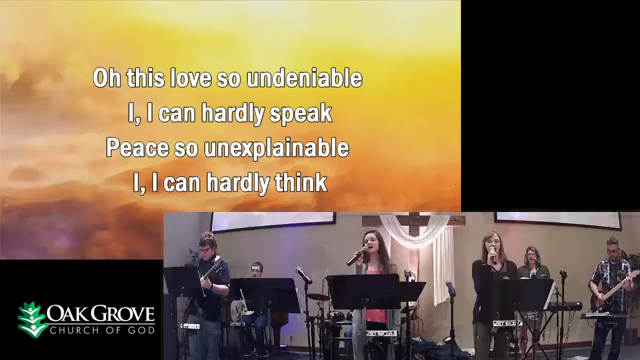 Oh this love so undeniable
I, I can hardly speak
Peace so unexplainable
I, I can hardly think
OAK GROVE
CHURCH OF GOD